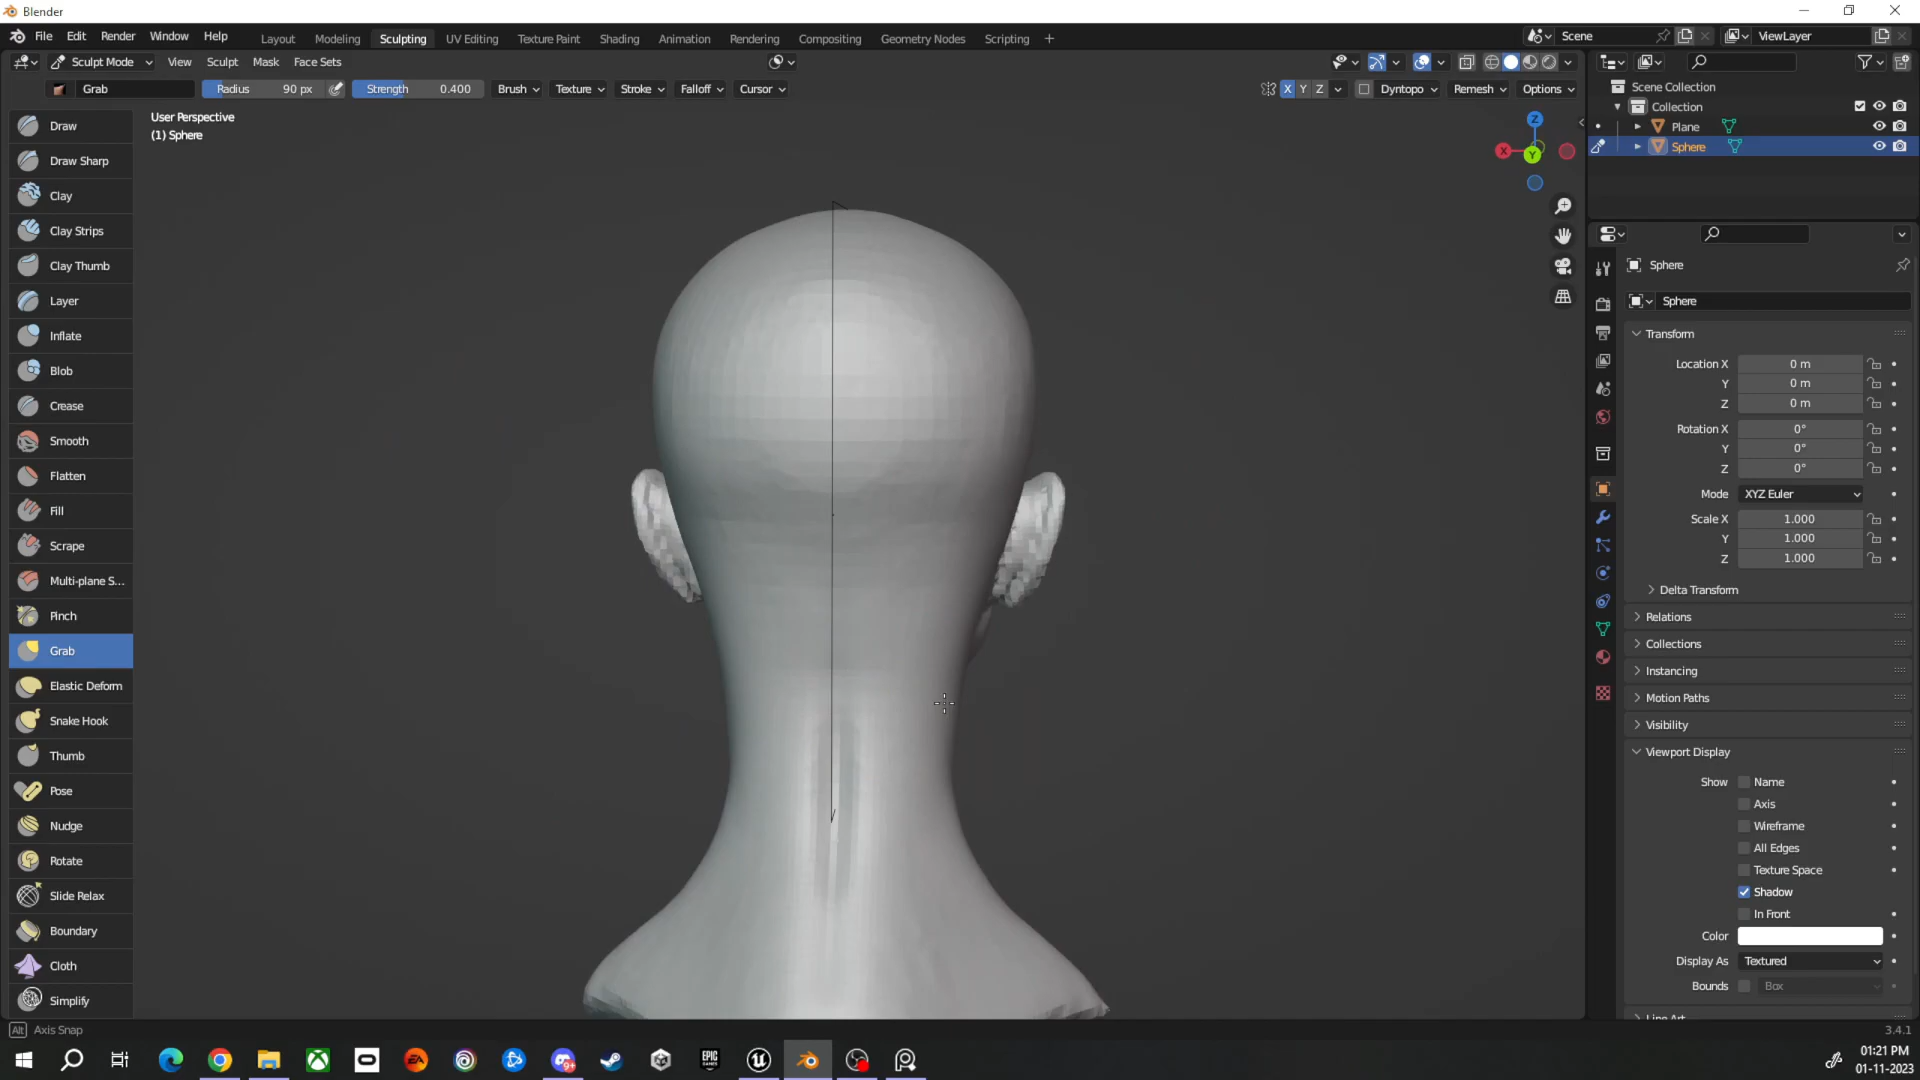 Blender
File Edit Render Window Help
Layout Modeling Sculpting UV Editing Texture Paint Shading Animation Rendering Compositing Geometry Nodes Scripting +
Scene
ViewLayer
Sculpt Mode View Sculpt Mask Face Sets
Grab
Radius 90 px
Strength 0.400
Brush Texture Stroke Falloff Cursor
X Y Z
Dyntopo Remesh Options
User Perspective
(1) Sphere
Draw
Draw Sharp
Clay
Clay Strips
Clay Thumb
Layer
Inflate
Blob
Crease
Smooth
Flatten
Fill
Scrape
Multi-plane S...
Pinch
Grab
Elastic Deform
Snake Hook
Thumb
Pose
Nudge
Rotate
Slide Relax
Boundary
Cloth
Simplify
Z
X
Y
Scene Collection
Collection
Plane
Sphere
Sphere
Sphere
Transform
Location X 0 m
Y 0 m
Z 0 m
Rotation X 0°
Y 0°
Z 0°
Mode XYZ Euler
Scale X 1.000
Y 1.000
Z 1.000
Delta Transform
Relations
Collections
Instancing
Motion Paths
Visibility
Viewport Display
Show Name
Axis
Wireframe
All Edges
Texture Space
Shadow
In Front
Color
Display As Textured
Bounds Box
Line Art
Alt Axis Snap
3.4.1
EA
9+
EPIC GAMES
01:21 PM
01-11-2023